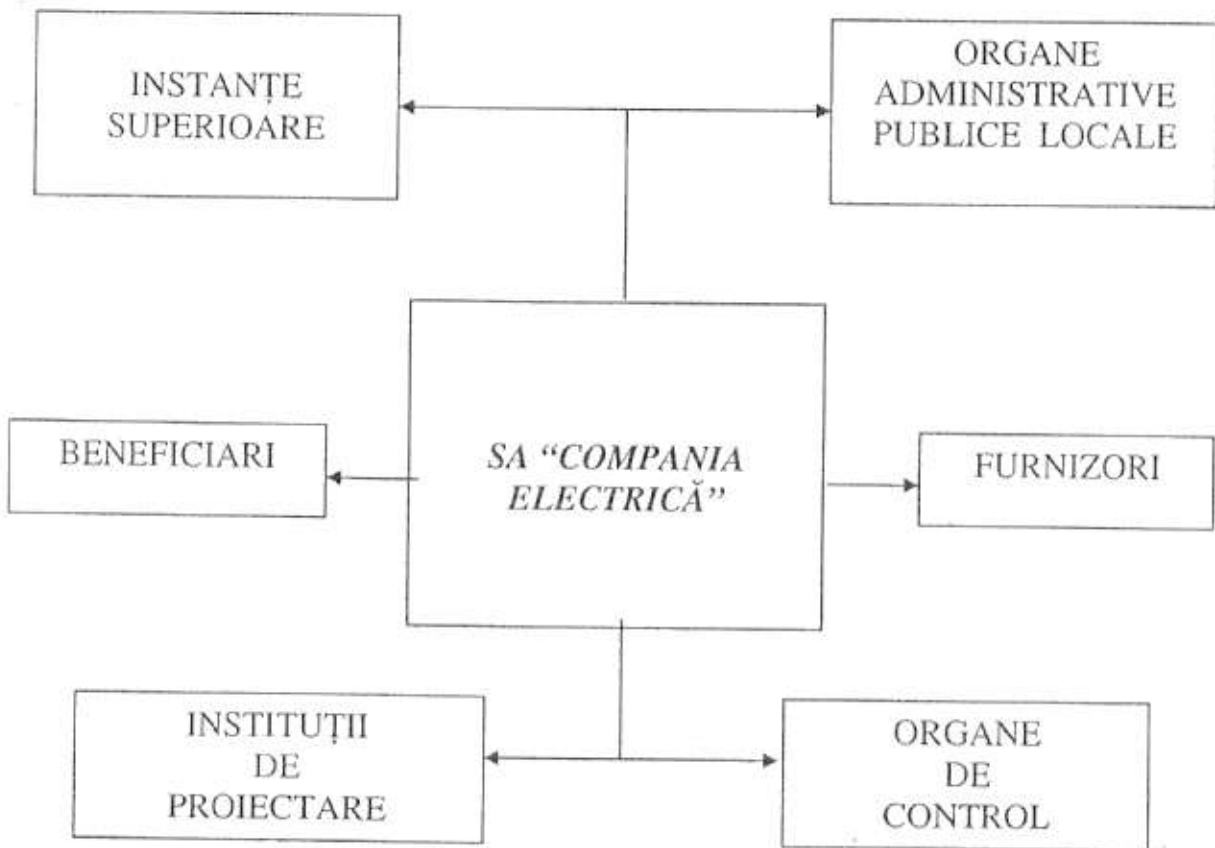 INSTANȚE
SUPERIOARE
ORGANE
ADMINISTRATIVE
PUBLICE LOCALE
BENEFICIARI
SA “COMPANIA
ELECTRICĂ”
FURNIZORI
INSTITUȚII
DE
PROIECTARE
ORGANE
DE
CONTROL